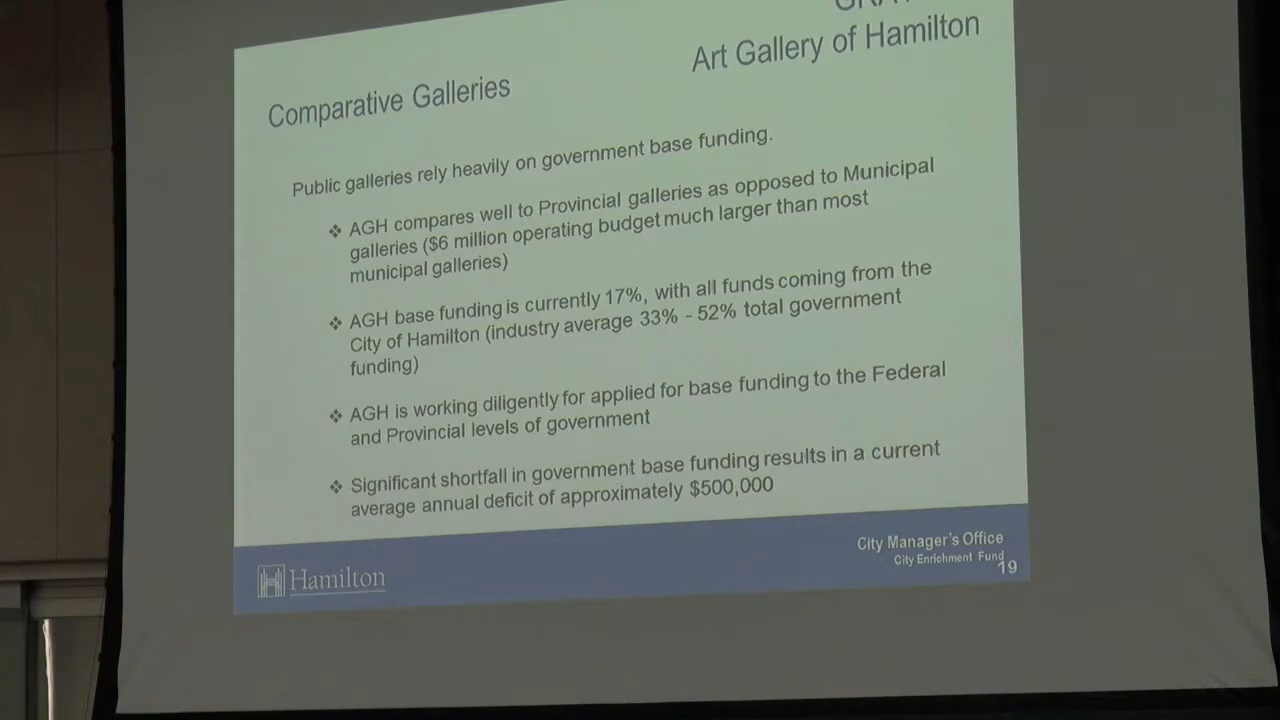 Art Gallery of Hamilton
Comparative Galleries
Public galleries rely heavily on government base funding.
❖ AGH compares well to Provincial galleries as opposed to Municipal
galleries ($6 million operating budget much larger than most
municipal galleries)
❖ AGH base funding is currently 17%, with all funds coming from the
City of Hamilton (industry average 33% - 52% total government
funding)
❖ AGH is working diligently for applied for base funding to the Federal
and Provincial levels of government
❖ Significant shortfall in government base funding results in a current
average annual deficit of approximately $500,000
Hamilton
City Manager's Office
City Enrichment Fund
19